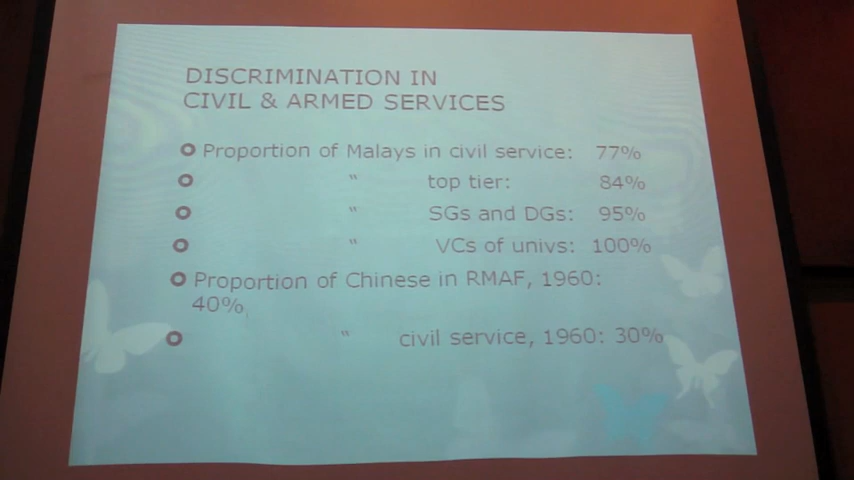 DISCRIMINATION IN
CIVIL & ARMED SERVICES
Proportion of Malays in civil service: 77%
" top tier: 84%
" SGs and DGs: 95%
" VCs of univs: 100%
Proportion of Chinese in RMAF, 1960:
40%
" civil service, 1960: 30%